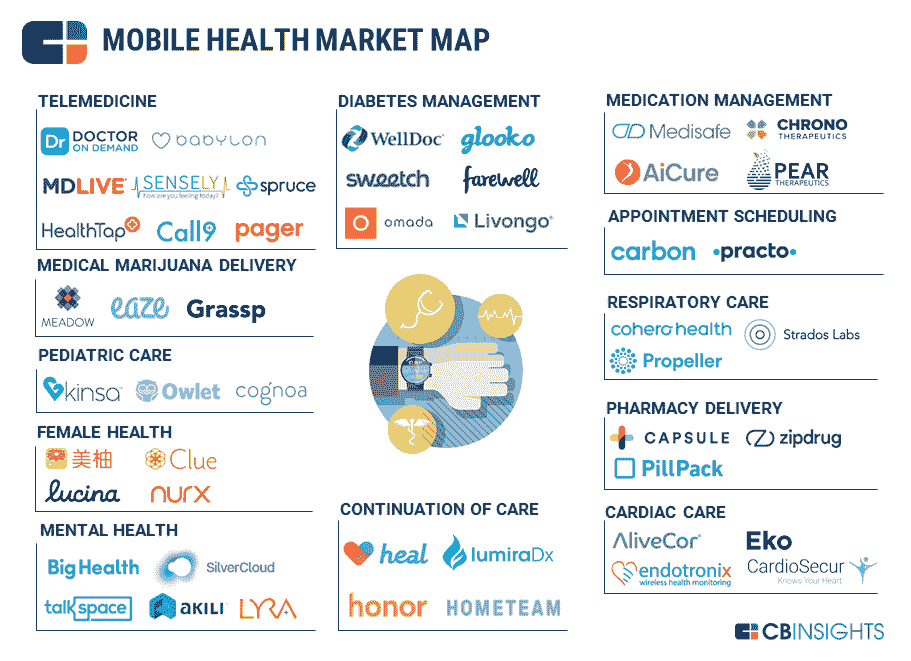 MOBILE HEALTH MARKET MAP
TELEMEDICINE
Dr DOCTOR
ON DEMAND
babylon
MDLIVE
SENSELY
how are you feeling today?
spruce
HealthTap
Call9
pager
MEDICAL MARIJUANA DELIVERY
MEADOW
eaze
Grassp
PEDIATRIC CARE
kinsa
Owlet
cognoa
FEMALE HEALTH
美柚
Clue
lucina
nurx
MENTAL HEALTH
Big Health
SilverCloud
talkspace
AKILI
LYRA
DIABETES MANAGEMENT
WellDoc
glooko
sweetch
farewell
omada
Livongo
CONTINUATION OF CARE
heal
lumiraDx
honor
HOMETEAM
MEDICATION MANAGEMENT
Medisafe
CHRONO
THERAPEUTICS
AiCure
PEAR
THERAPEUTICS
APPOINTMENT SCHEDULING
carbon
•practo•
RESPIRATORY CARE
cohero health
Strados Labs
Propeller
PHARMACY DELIVERY
CAPSULE
zipdrug
PillPack
CARDIAC CARE
AliveCor
Eko
endotronix
wireless health monitoring
CardioSecur
Knows Your Heart
CBINSIGHTS